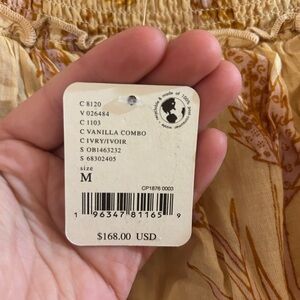 C 8120
V 026484
C 1103
C VANILLA COMBO
C IVRY/IVOIR
S OB1463232
S 68302405
size
M
CP1876 0003
1 96347 81165 9
$168.00 USD